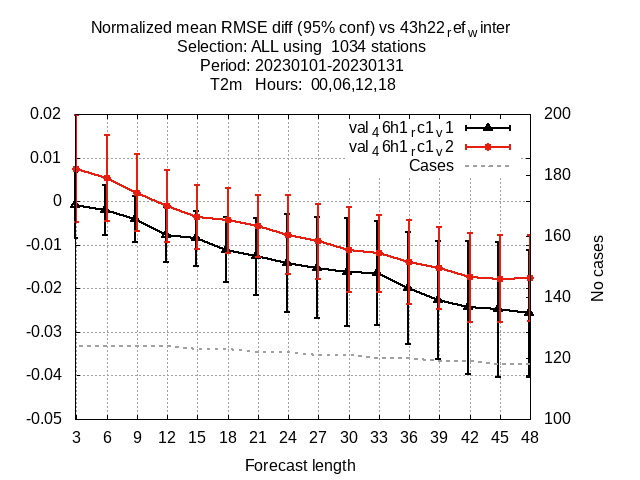 Normalized mean RMSE diff (95% conf) vs 43h22refwinter
Selection: ALL using  1034 stations
Period: 20230101-20230131
T2m   Hours:  00,06,12,18
0.02 200
val46h1rc1v1
val46h1rc1v2
Cases
0.01 180
0
-0.01 160
-0.02 140
-0.03
-0.04 120
-0.05 100
No cases
3 6 9 12 15 18 21 24 27 30 33 36 39 42 45 48
Forecast length